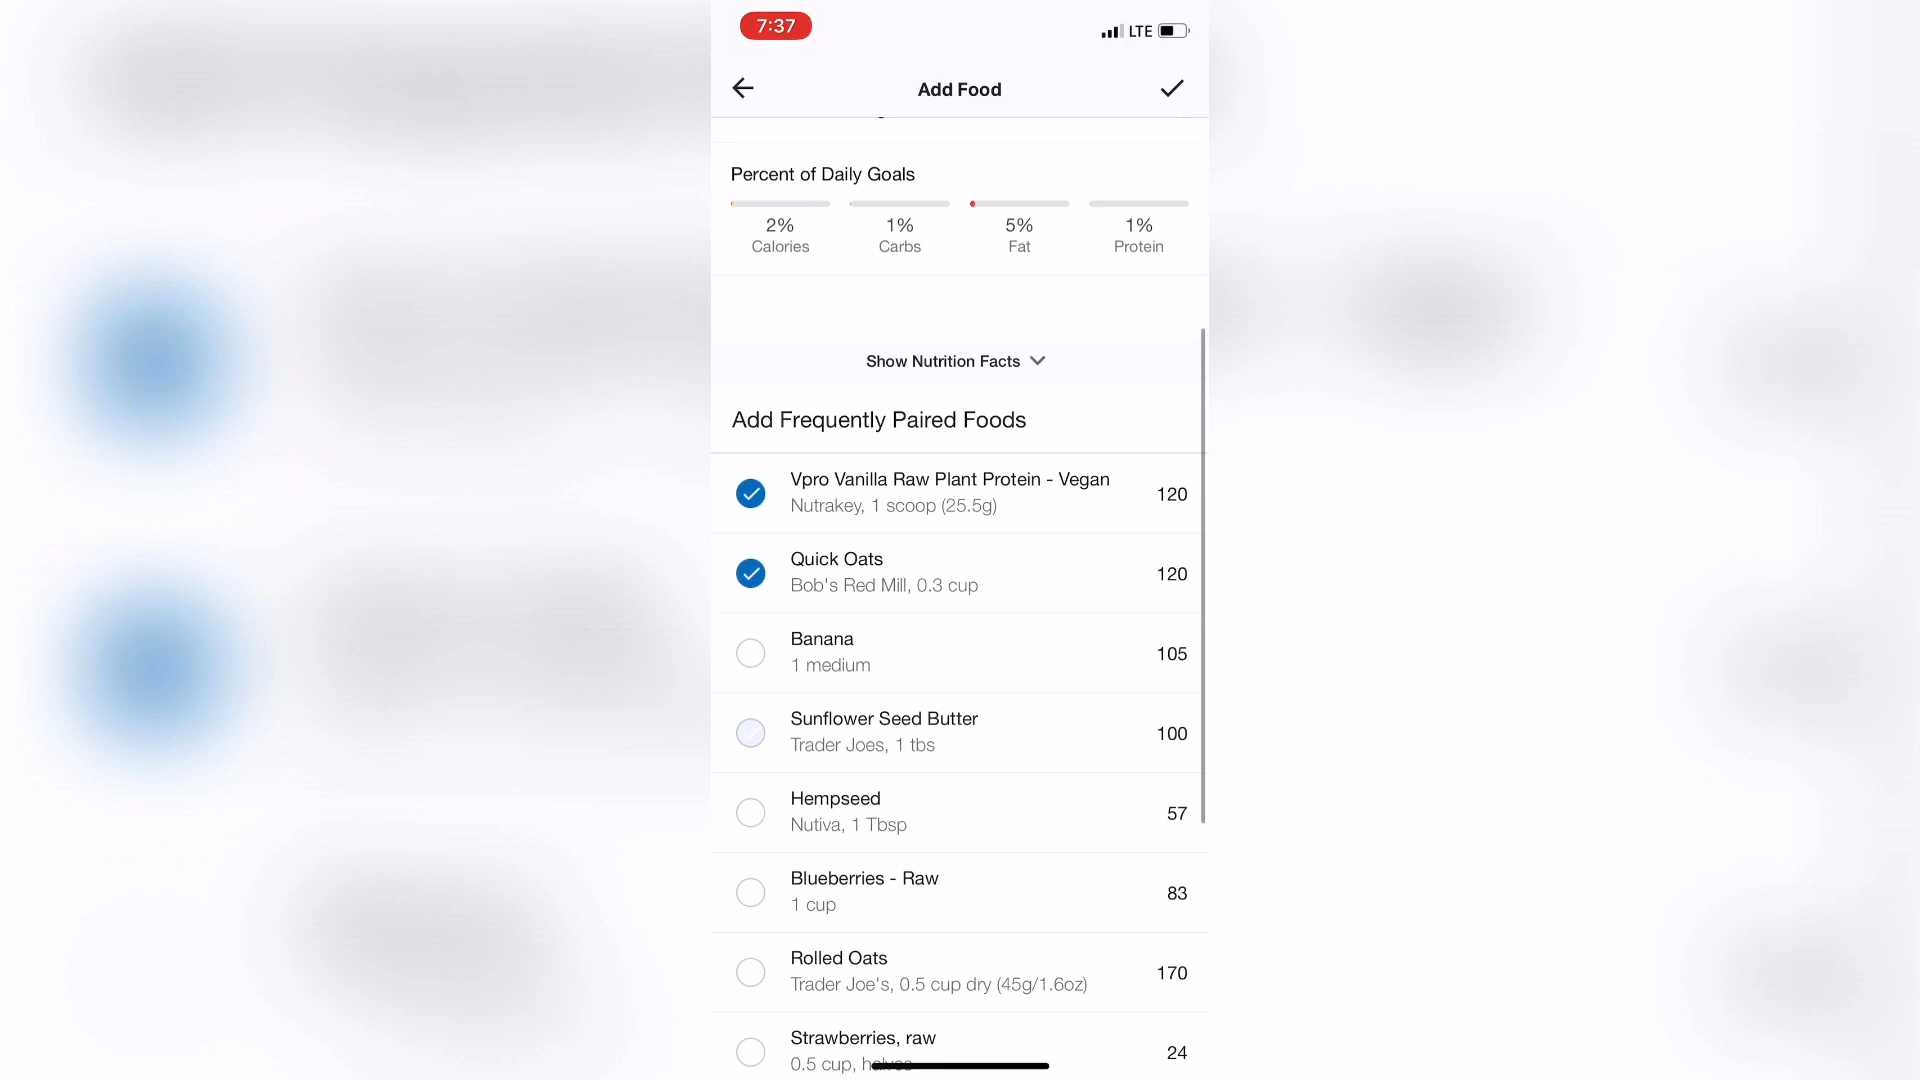 7:37
LTE
Add Food
Percent of Daily Goals
2% 1% 5% 1%
Calories Carbs Fat Protein
Show Nutrition Facts
Add Frequently Paired Foods
Vpro Vanilla Raw Plant Protein - Vegan
Nutrakey, 1 scoop (25.5g)
120
Quick Oats
Bob's Red Mill, 0.3 cup
120
Banana
1 medium
105
Sunflower Seed Butter
Trader Joes, 1 tbs
100
Hempseed
Nutiva, 1 Tbsp
57
Blueberries - Raw
1 cup
83
Rolled Oats
Trader Joe's, 0.5 cup dry (45g/1.6oz)
170
Strawberries, raw
0.5 cup, halves
24